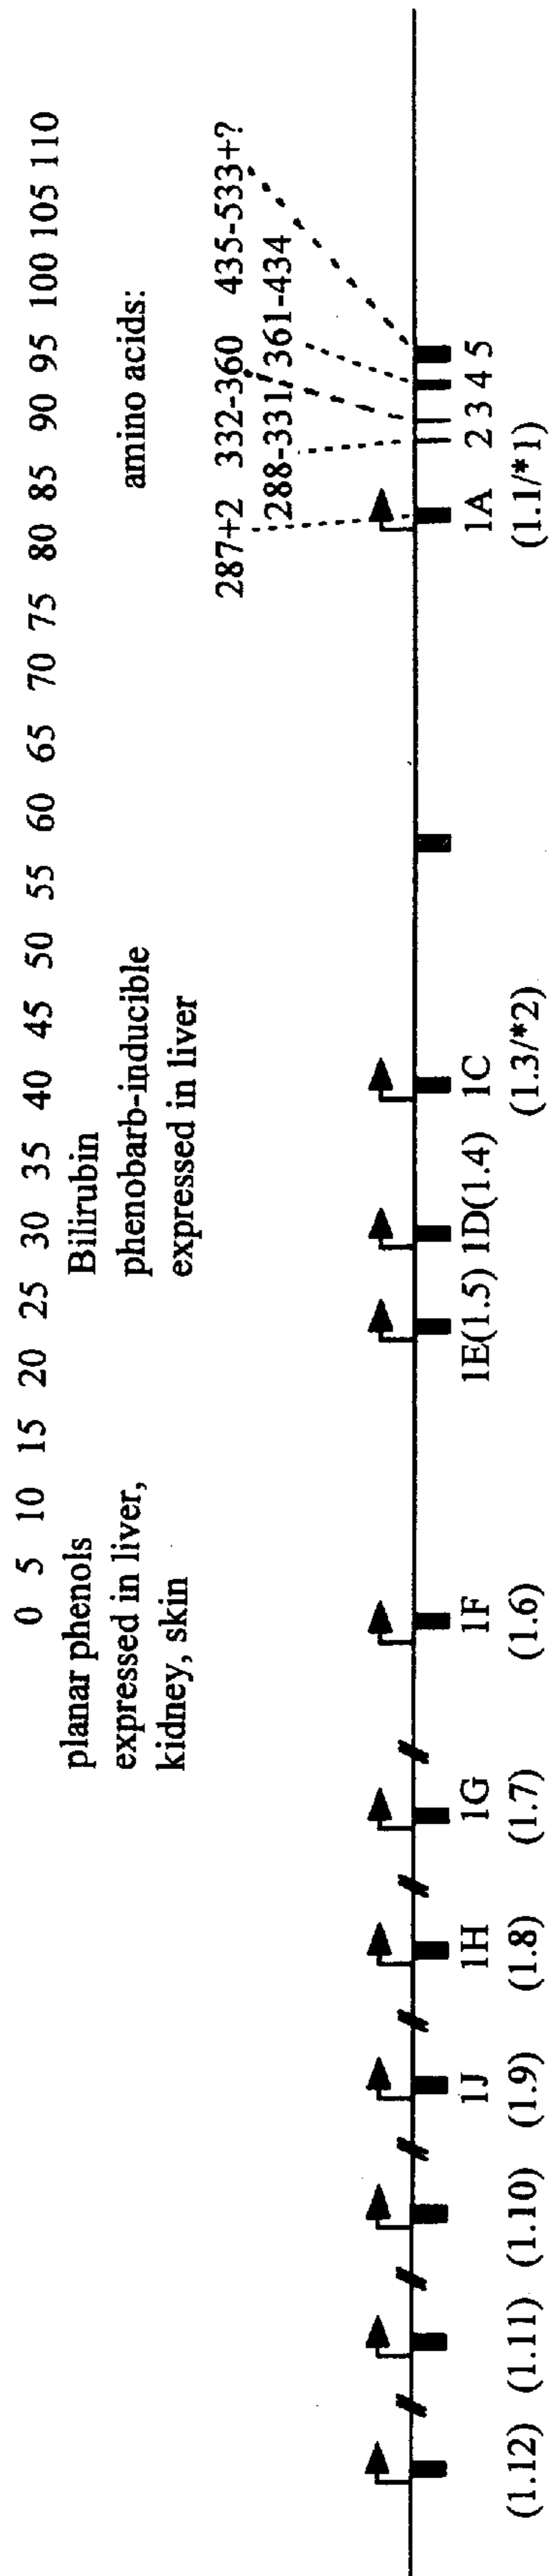 0 5 10 15 20 25 30 35 40 45 50 55 60 65 70 75 80 85 90 95 100 105 110
planar phenols
expressed in liver,
kidney, skin
Bilirubin
phenobarb-inducible
expressed in liver
amino acids:
287+2 332-360 435-533+?
288-331, 361-434
1J 1H 1G 1F 1E(1.5) 1D(1.4) 1C 1A 2 3 4 5
(1.12) (1.11) (1.10) (1.9) (1.8) (1.7) (1.6) (1.3/*2) (1.1/*1)